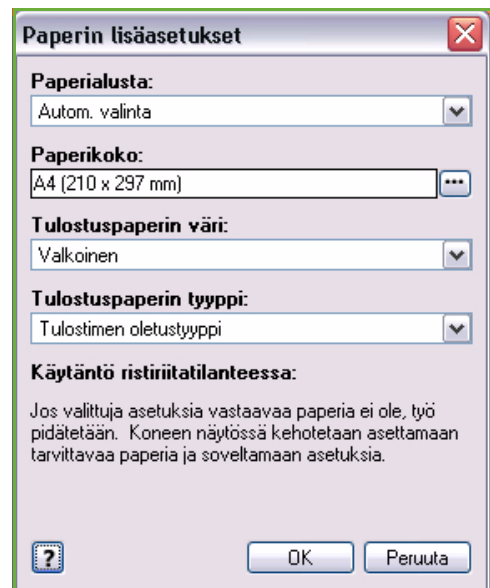 Paperin lisäasetukset
Paperialusta:
Autom. valinta
Paperikoko:
A4 (210 x 297 mm)
...
Tulostuspaperin väri:
Valkoinen
Tulostuspaperin tyyppi:
Tulostimen oletustyyppi
Käytäntö ristiriitatilanteessa:
Jos valittuja asetuksia vastaavaa paperia ei ole, työ
pidätetään. Koneen näytössä kehotetaan asettamaan
tarvittavaa paperia ja soveltamaan asetuksia.
?
OK
Peruuta